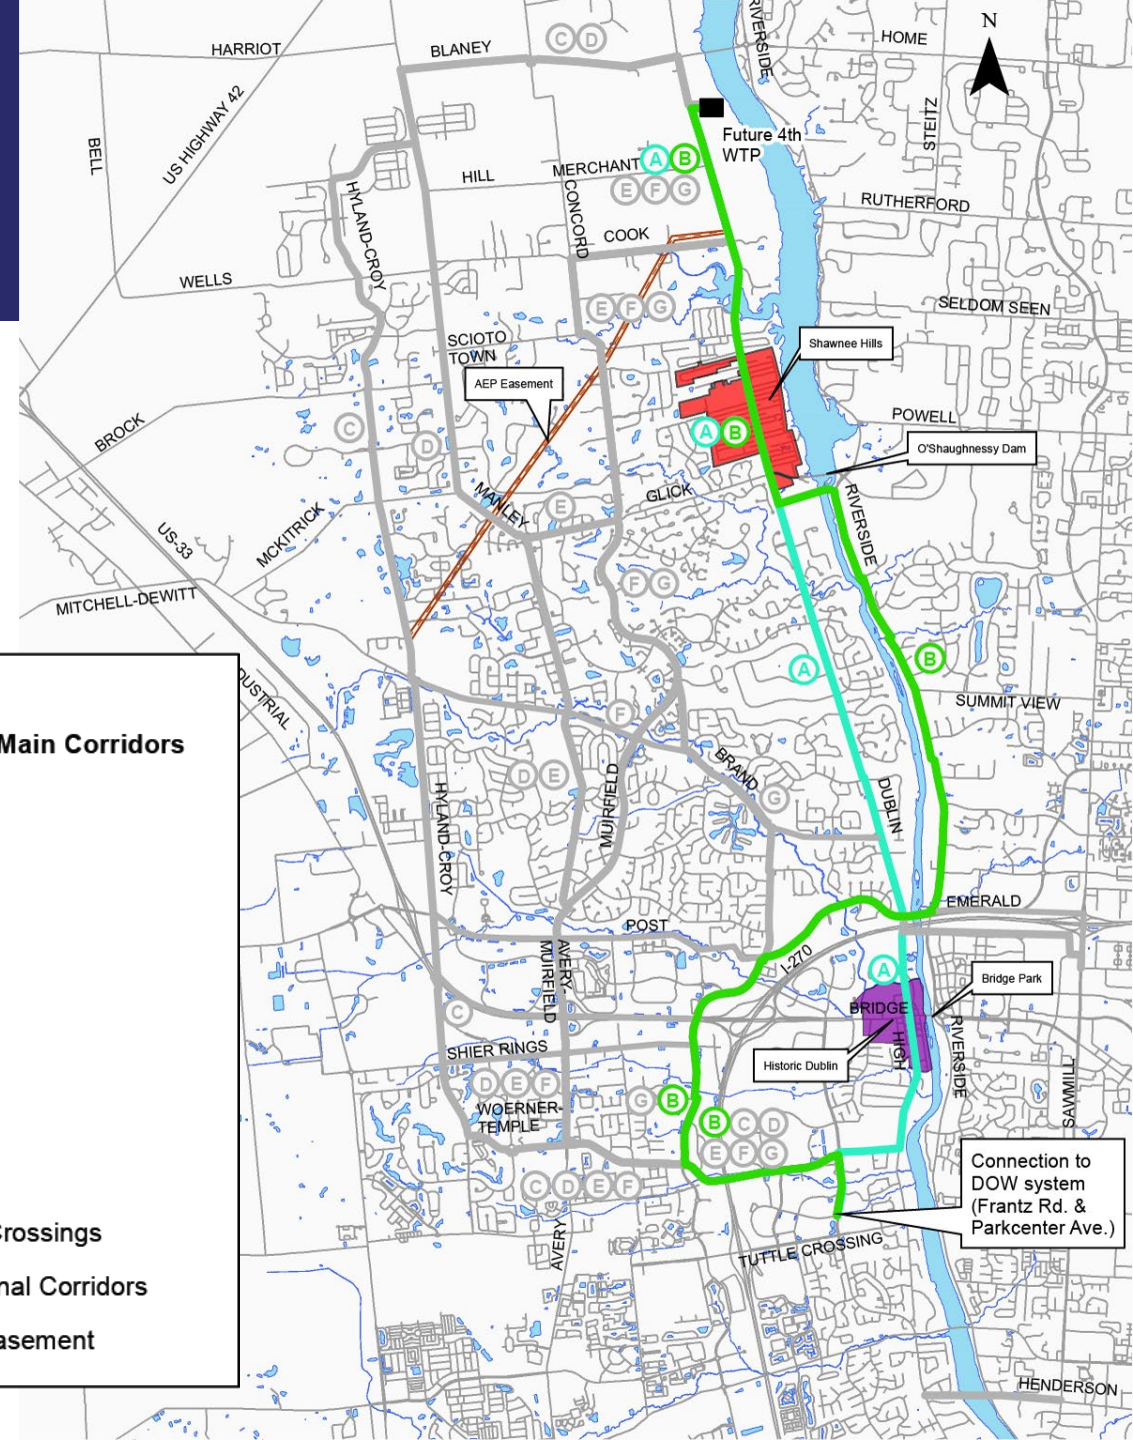 HARRIOT
BLANEY
C D
RIVERSIDE
HOME
N
BELL
US HIGHWAY 42
STEITZ
Future 4th
WTP
HILL
MERCHANT
A B
E F G
HYLAND-CROY
CONCORD
RUTHERFORD
COOK
WELLS
SELDOM SEEN
E F G
SCIOTO
TOWN
Shawnee Hills
AEP Easement
BROCK
C
D
A B
POWELL
O'Shaughnessy Dam
MANLEY
E
GLICK
RIVERSIDE
US-33
MCKITRICK
F G
MITCHELL-DEWITT
A
B
DUSTRIAL
SUMMIT VIEW
F
Main Corridors
D E
MUIRFIELD
BRAND
G
DUBLIN
HYLAND-CROY
EMERALD
POST
AVERY-
MUIRFIELD
I-270
A
Bridge Park
C
BRIDGE
HIGH
RIVERSIDE
SHIER RINGS
Historic Dublin
SAWMILL
D E F
G B
WOERNER-
TEMPLE
B C D
E F G
C D E F
Connection to
DOW system
(Frantz Rd. &
Parkcenter Ave.)
AVERY
TUTTLE CROSSING
Crossings
nal Corridors
asement
HENDERSON